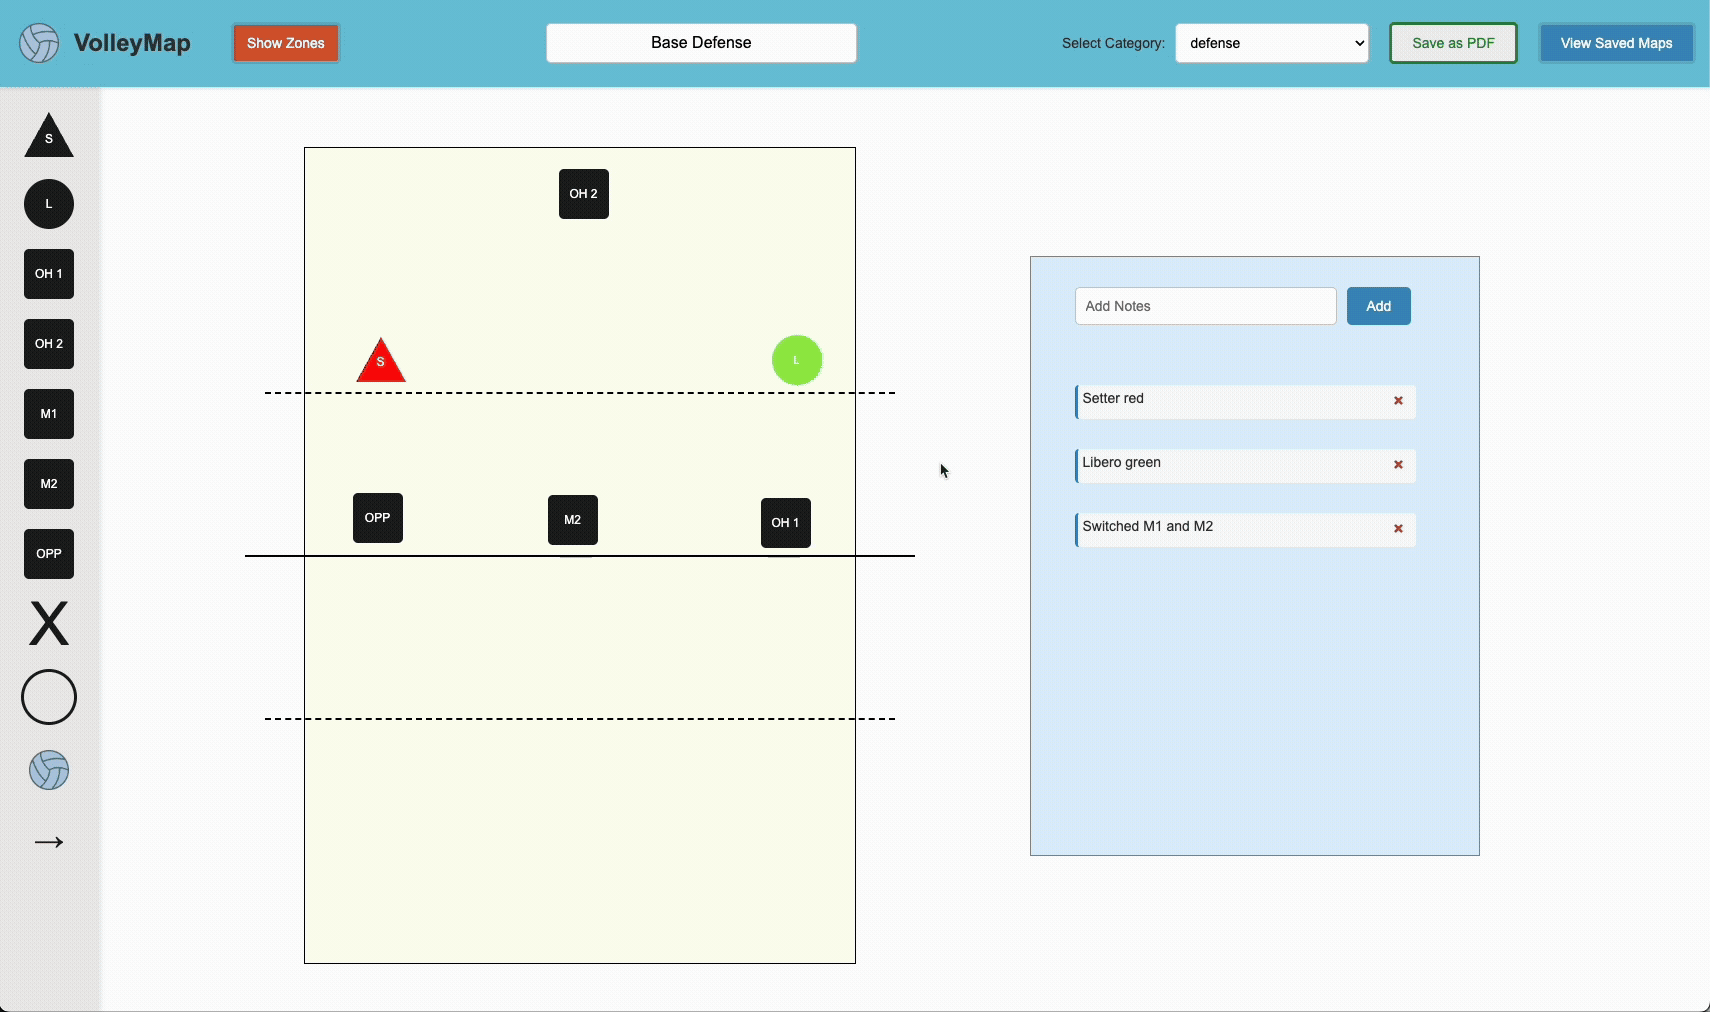 VolleyMap
Show Zones
Base Defense
Select Category:
defense
Save as PDF
View Saved Maps
S
L
OH 1
OH 2
M1
M2
OPP
X
→
OH 2
S
L
OPP
M2
OH 1
Add Notes
Add
Setter red
Libero green
Switched M1 and M2